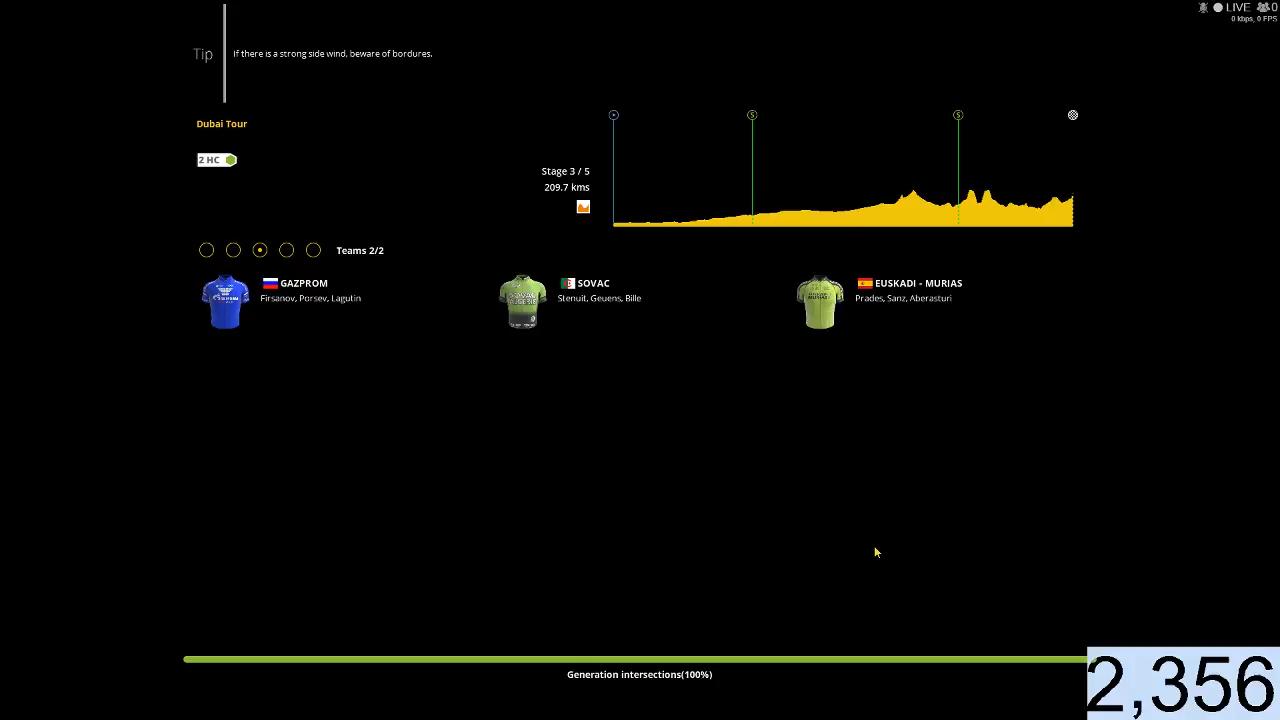 LIVE 0
0 kbps, 0 FPS
Tip
If there is a strong side wind, beware of bordures.
Dubai Tour
2 HC
Stage 3 / 5
209.7 kms
S
S
Teams 2/2
GAZPROM
Firsanov, Porsev, Lagutin
SOVAC
Stenuit, Geuens, Bille
EUSKADI - MURIAS
Prades, Sanz, Aberasturi
Generation intersections(100%)
2,356